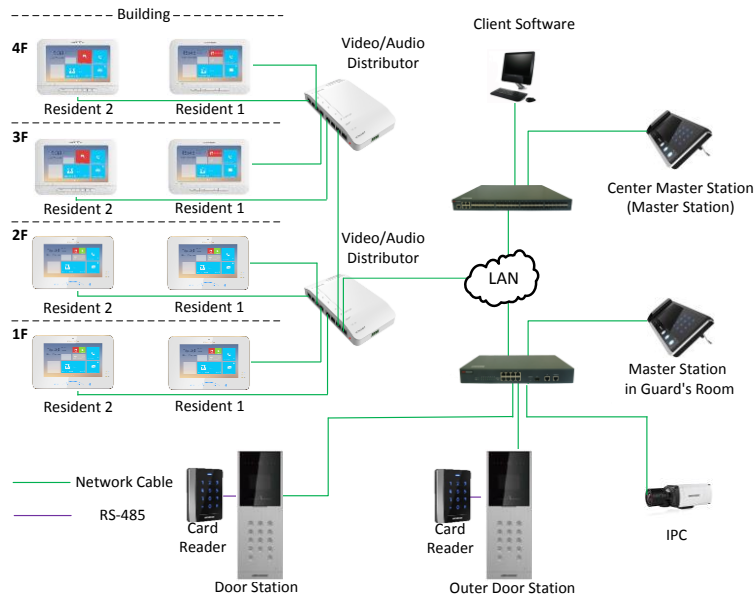 Building
4F
Resident 2
Resident 1
3F
Resident 2
Resident 1
2F
Resident 2
Resident 1
1F
Resident 2
Resident 1
Video/Audio
Distributor
Video/Audio
Distributor
Client Software
Center Master Station
(Master Station)
LAN
Master Station
in Guard's Room
Network Cable
RS-485
Card
Reader
Door Station
Card
Reader
Outer Door Station
IPC